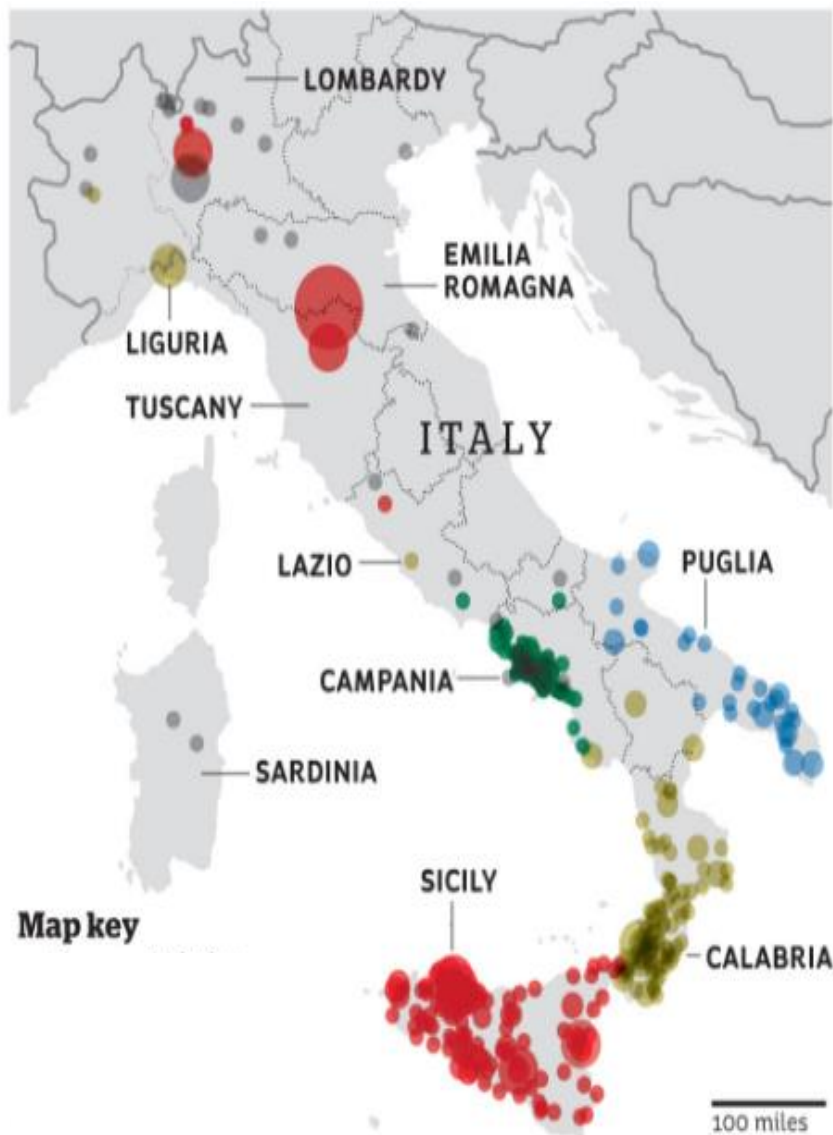 LOMBARDY
EMILIA
ROMAGNA
LIGURIA
TUSCANY
ITALY
LAZIO
PUGLIA
CAMPANIA
SARDINIA
SICILY
Map key
CALABRIA
100 miles